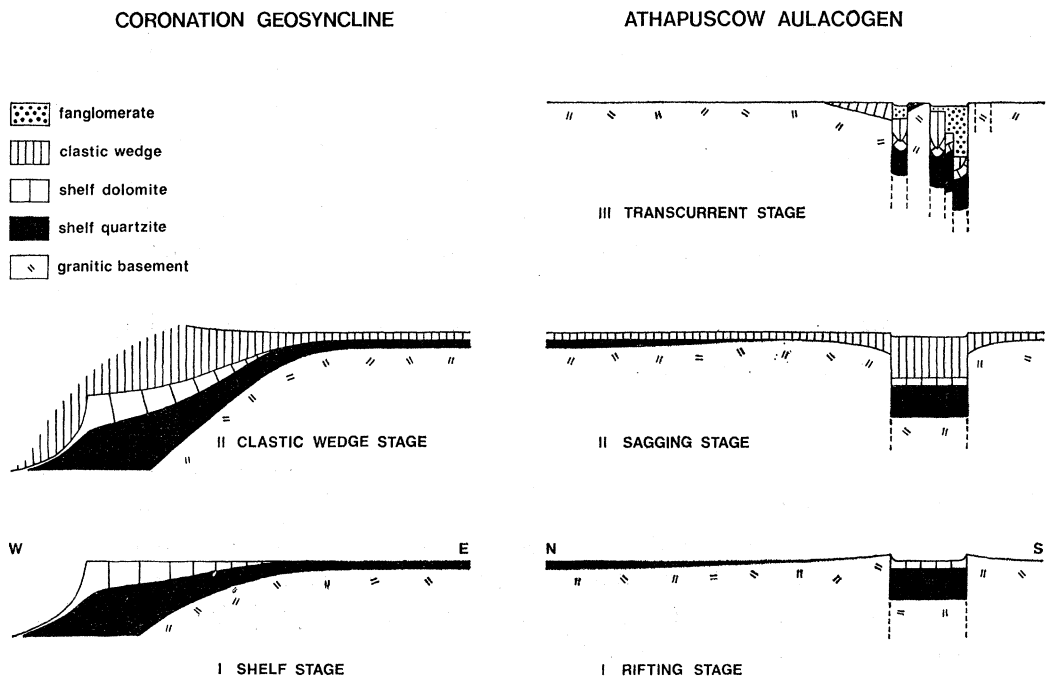 CORONATION GEOSYNCLINE
ATHAPUSCOW AULACOGEN
fanglomerate
clastic wedge
shelf dolomite
shelf quartzite
granitic basement
III TRANSCURRENT STAGE
II CLASTIC WEDGE STAGE
II SAGGING STAGE
W
E
N
S
I SHELF STAGE
I RIFTING STAGE